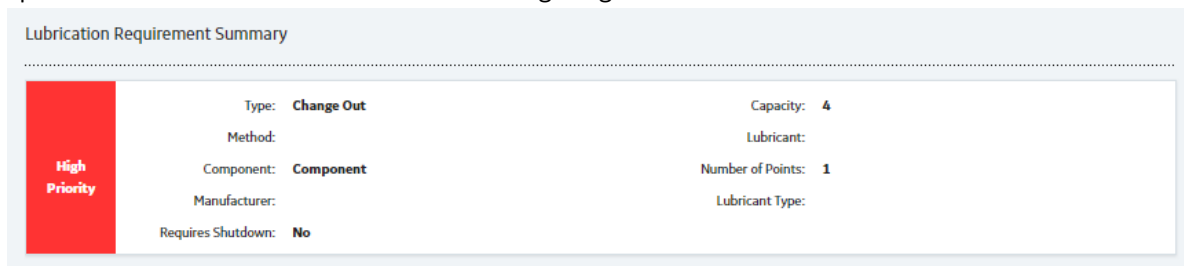 Lubrication Requirement Summary
High
Priority
Type: Change Out
Method:
Component: Component
Manufacturer:
Requires Shutdown: No
Capacity: 4
Lubricant:
Number of Points: 1
Lubricant Type: